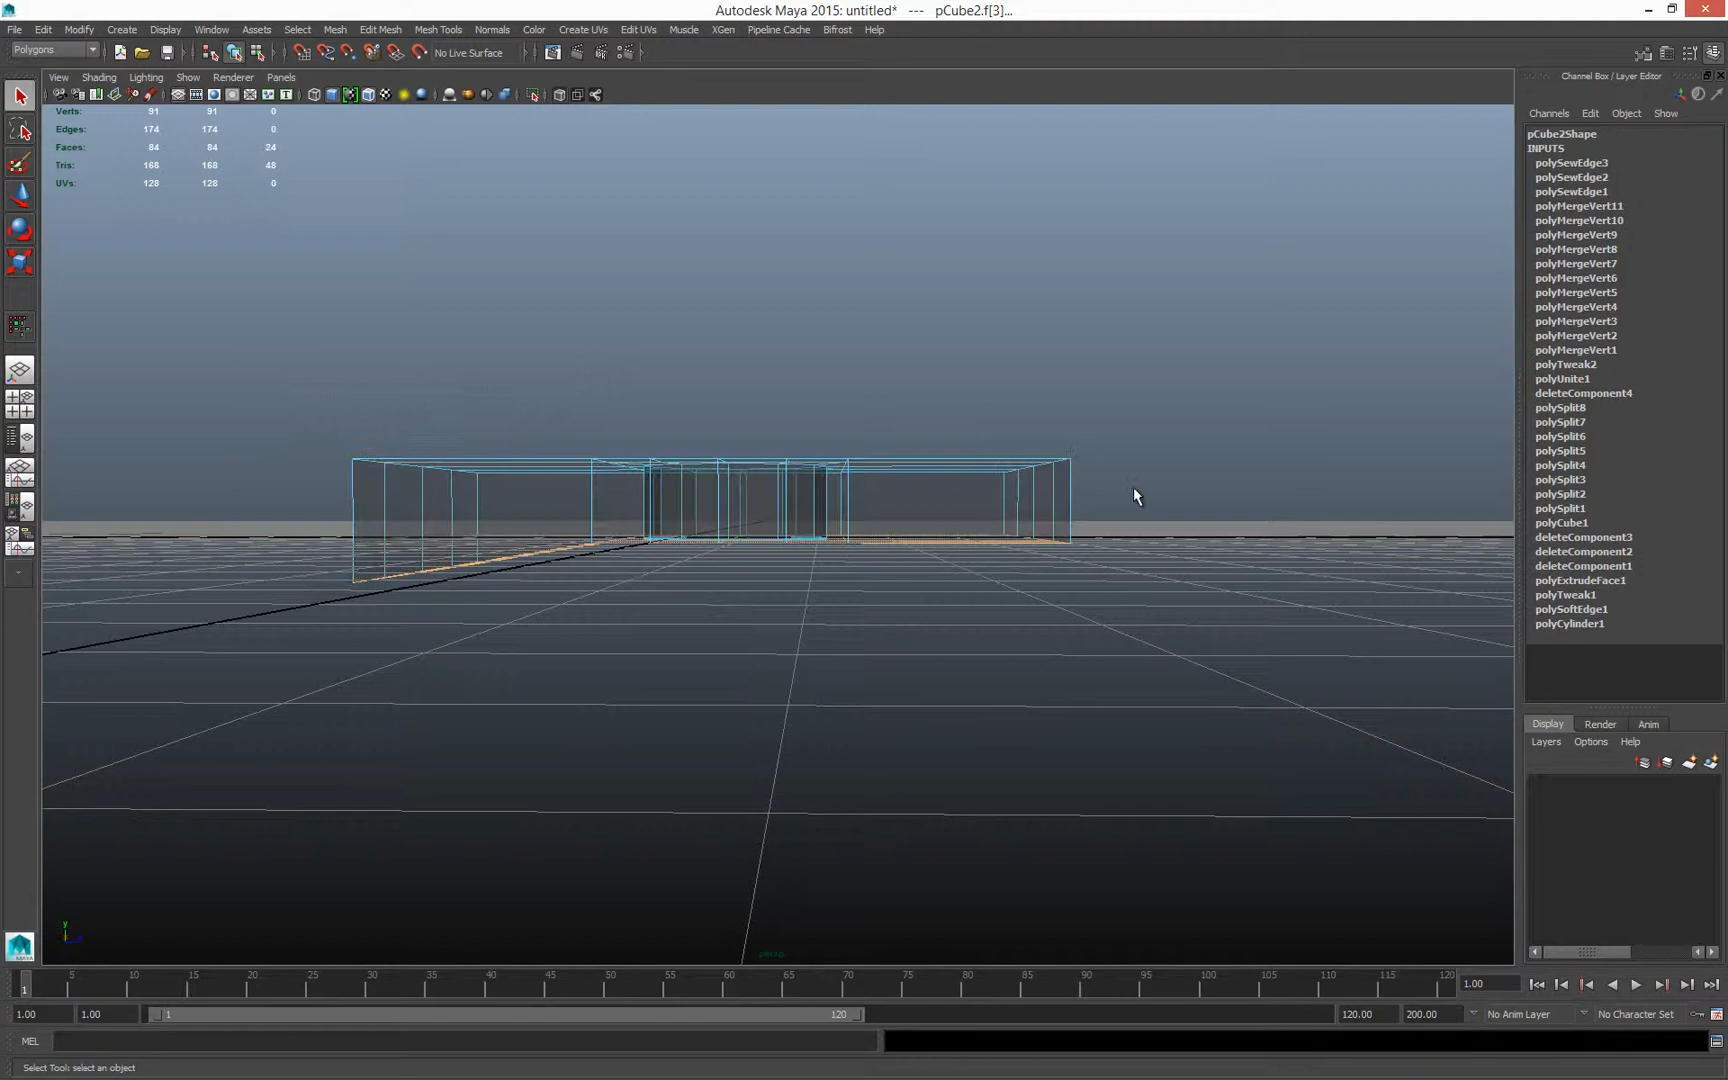 Autodesk Maya 2015: untitled* --- pCube2.f[3]...
File Edit Modify Create Display Window Assets Select Mesh Edit Mesh Mesh Tools Normals Color Create UVs Edit UVs Muscle XGen Pipeline Cache Bifrost Help
Polygons No Live Surface
View Shading Lighting Show Renderer Panels
Channel Box / Layer Editor
Channels Edit Object Show
Verts: 91 91 0
Edges: 174 174 0
Faces: 84 84 24
Tris: 168 168 48
UVs: 128 128 0
pCube2Shape
INPUTS
polySewEdge3
polySewEdge2
polySewEdge1
polyMergeVert11
polyMergeVert10
polyMergeVert9
polyMergeVert8
polyMergeVert7
polyMergeVert6
polyMergeVert5
polyMergeVert4
polyMergeVert3
polyMergeVert2
polyMergeVert1
polyTweak2
polyUnite1
deleteComponent4
polySplit8
polySplit7
polySplit6
polySplit5
polySplit4
polySplit3
polySplit2
polySplit1
polyCube1
deleteComponent3
deleteComponent2
deleteComponent1
polyExtrudeFace1
polyTweak1
polySoftEdge1
polyCylinder1
Display Render Anim
Layers Options Help
y
persp
MAYA
1 5 10 15 20 25 30 35 40 45 50 55 60 65 70 75 80 85 90 95 100 105 110 115 120 1.00
1.00 1.00 1 120 120.00 200.00 No Anim Layer No Character Set
MEL
Select Tool: select an object